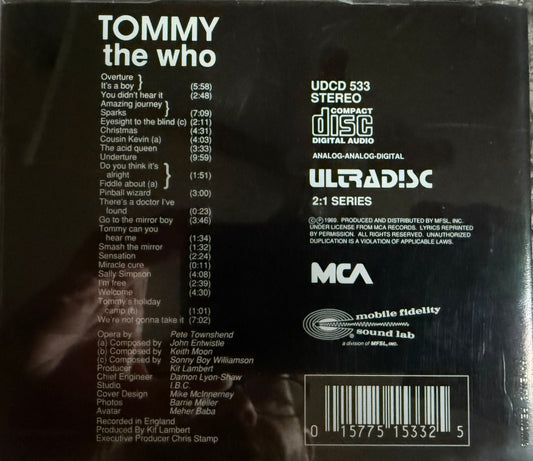 TOMMY
the who
Overture }
It's a boy } (5:58)
You didn't hear it (2:48)
Amazing journey }
Sparks } (7:09)
Eyesight to the blind (c) (2:11)
Christmas (4:31)
Cousin Kevin (a) (4:03)
The acid queen (3:33)
Underture (9:59)
Do you think it's
alright } (1:51)
Fiddle about (a)
Pinball wizard (3:00)
There's a doctor I've
found (0:23)
Go to the mirror boy (3:46)
Tommy can you
hear me (1:34)
Smash the mirror (1:32)
Sensation (2:24)
Miracle cure (0:11)
Sally Simpson (4:08)
I'm free (2:39)
Welcome (4:30)
Tommy's holiday
camp (b) (1:01)
We're not gonna take it (7:02)
Opera by Pete Townshend
(a) Composed by John Entwistle
(b) Composed by Keith Moon
(c) Composed by Sonny Boy Williamson
Producer Kit Lambert
Chief Engineer Damon Lyon-Shaw
Studio I.B.C.
Cover Design Mike McInnerney
Photos Barrie Meller
Avatar Meher Baba
Recorded in England
Produced By Kit Lambert
Executive Producer Chris Stamp
UDCD 533
STEREO
COMPACT
disc
DIGITAL AUDIO
ANALOG-ANALOG-DIGITAL
ULTRADISC
2:1 SERIES
©℗1969. PRODUCED AND DISTRIBUTED BY MFSL, INC.
UNDER LICENSE FROM MCA RECORDS. LYRICS REPRINTED
BY PERMISSION. ALL RIGHTS RESERVED. UNAUTHORIZED
DUPLICATION IS A VIOLATION OF APPLICABLE LAWS.
MCA
mobile fidelity
sound lab
a division of MFSL, INC.
0 15775 15332 5